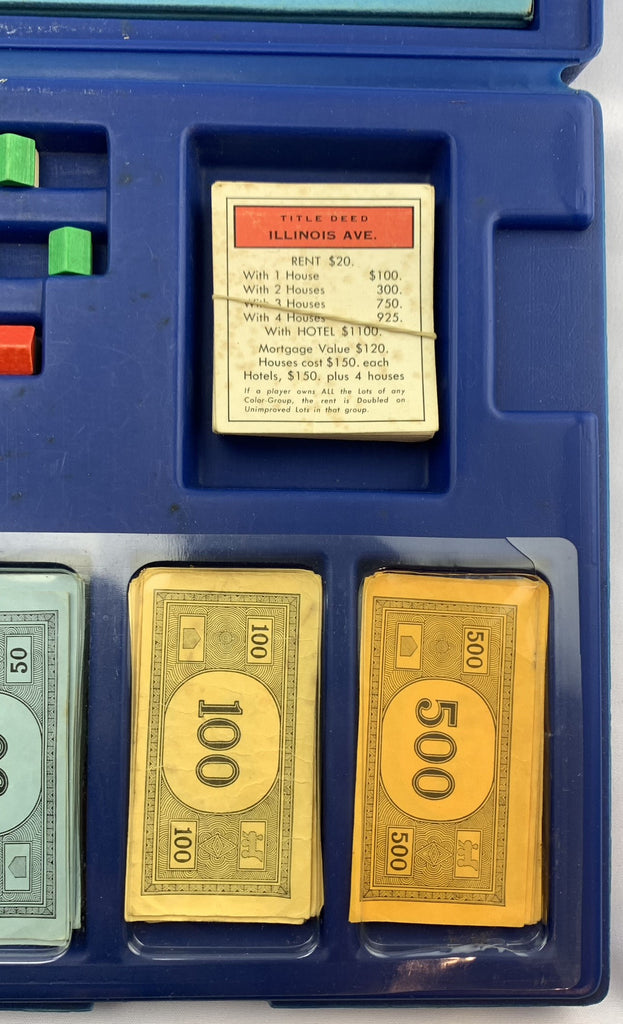 TITLE DEED
ILLINOIS AVE.
RENT $20.
With 1 House $100.
With 2 Houses 300.
With 3 Houses 750.
With 4 Houses 925.
With HOTEL $1100.
Mortgage Value $120.
Houses cost $150. each
Hotels, $150. plus 4 houses
If a player owns ALL the Lots of any
Color-Group, the rent is Doubled on
Unimproved Lots in that group.
50
100
100
100
500
500
500